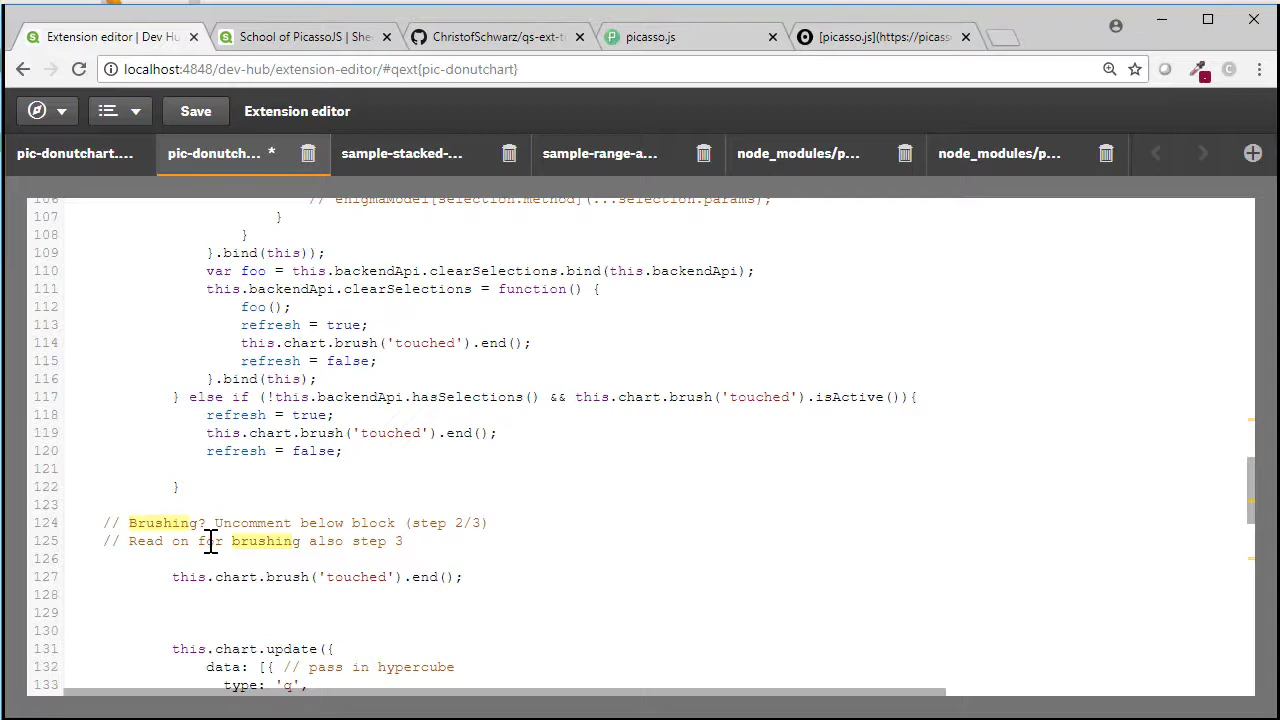 Extension editor | Dev Hu
School of PicassoJS | She
ChristofSchwarz/qs-ext-t
picasso.js
[picasso.js](https://picass
localhost:4848/dev-hub/extension-editor/#qext{pic-donutchart}
Save
Extension editor
pic-donutchart....
pic-donutch... *
sample-stacked-...
sample-range-a...
node_modules/p...
node_modules/p...
106 // enigmaModel[selection.method](...selection.params);
107 }
108 }
109 }.bind(this));
110 var foo = this.backendApi.clearSelections.bind(this.backendApi);
111 this.backendApi.clearSelections = function() {
112 foo();
113 refresh = true;
114 this.chart.brush('touched').end();
115 refresh = false;
116 }.bind(this);
117 } else if (!this.backendApi.hasSelections() && this.chart.brush('touched').isActive()){
118 refresh = true;
119 this.chart.brush('touched').end();
120 refresh = false;
121
122 }
123
124 // Brushing? Uncomment below block (step 2/3)
125 // Read on for brushing also step 3
126
127 this.chart.brush('touched').end();
128
129
130
131 this.chart.update({
132 data: [{ // pass in hypercube
133 type: 'q',